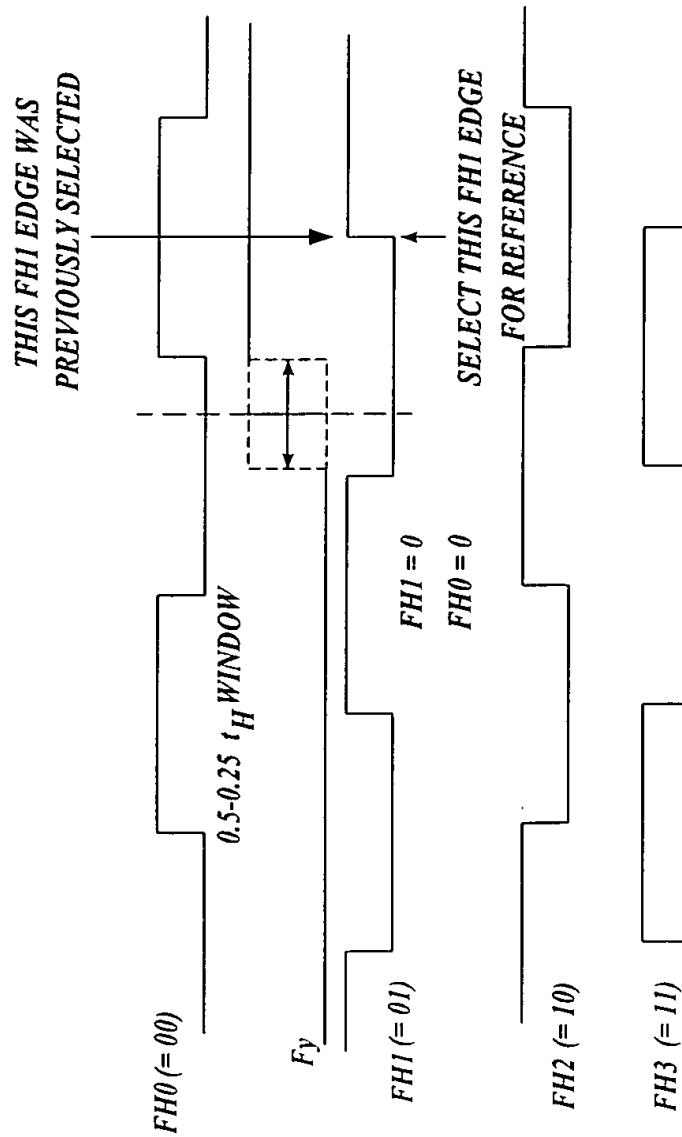 THIS FH1 EDGE WAS
PREVIOUSLY SELECTED
FH0 (= 00)
0.5-0.25 tH WINDOW
Fy
FH1 (= 01)
FH1 = 0
FH0 = 0
SELECT THIS FH1 EDGE
FOR REFERENCE
FH2 (= 10)
FH3 (= 11)